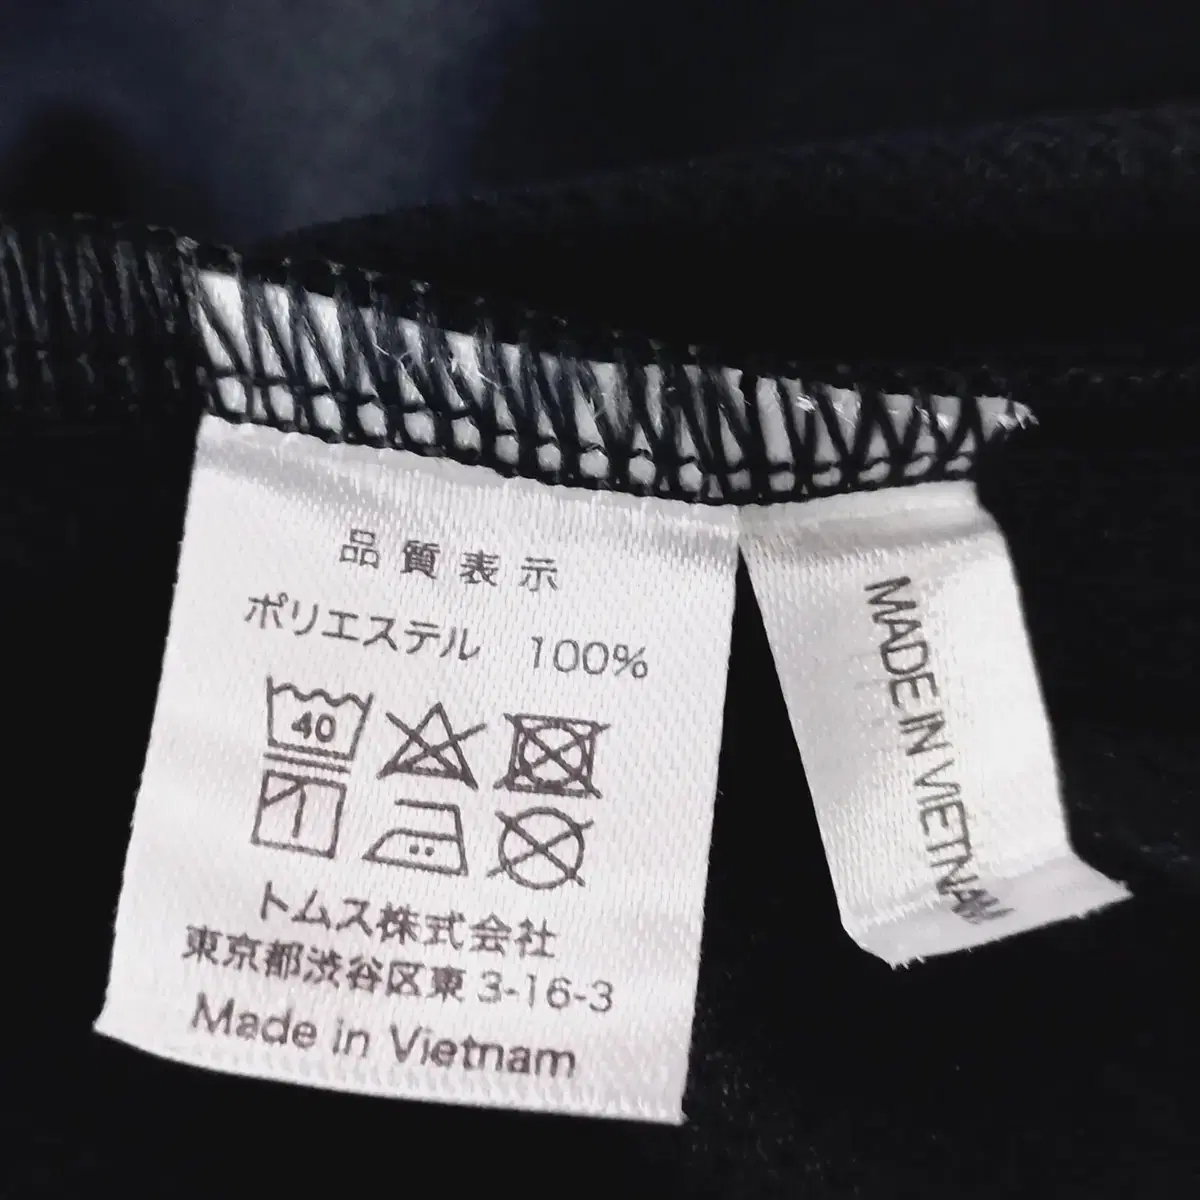 品質表示
ポリエステル 100%
40
トムス株式会社
東京都渋谷区東 3-16-3
Made in Vietnam
MADE IN VIETNAM